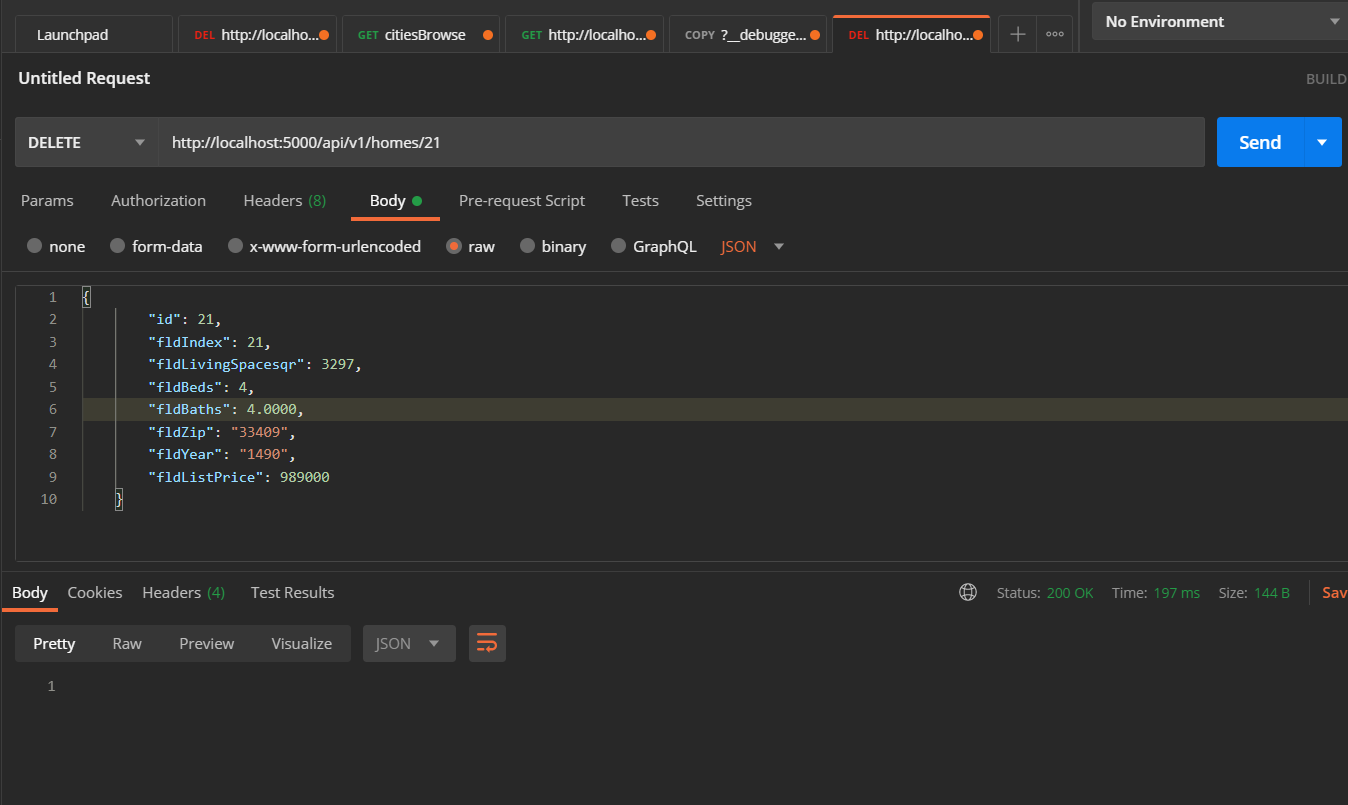 Launchpad DEL http://localho... GET citiesBrowse GET http://localho... COPY ?__debugge... DEL http://localho... No Environment
Untitled Request BUILD
DELETE http://localhost:5000/api/v1/homes/21 Send
Params Authorization Headers (8) Body Pre-request Script Tests Settings
none form-data x-www-form-urlencoded raw binary GraphQL JSON
1 {
2 "id": 21,
3 "fldIndex": 21,
4 "fldLivingSpacesqr": 3297,
5 "fldBeds": 4,
6 "fldBaths": 4.0000,
7 "fldZip": "33409",
8 "fldYear": "1490",
9 "fldListPrice": 989000
10 }
Body Cookies Headers (4) Test Results Status: 200 OK Time: 197 ms Size: 144 B Sav
Pretty Raw Preview Visualize JSON
1